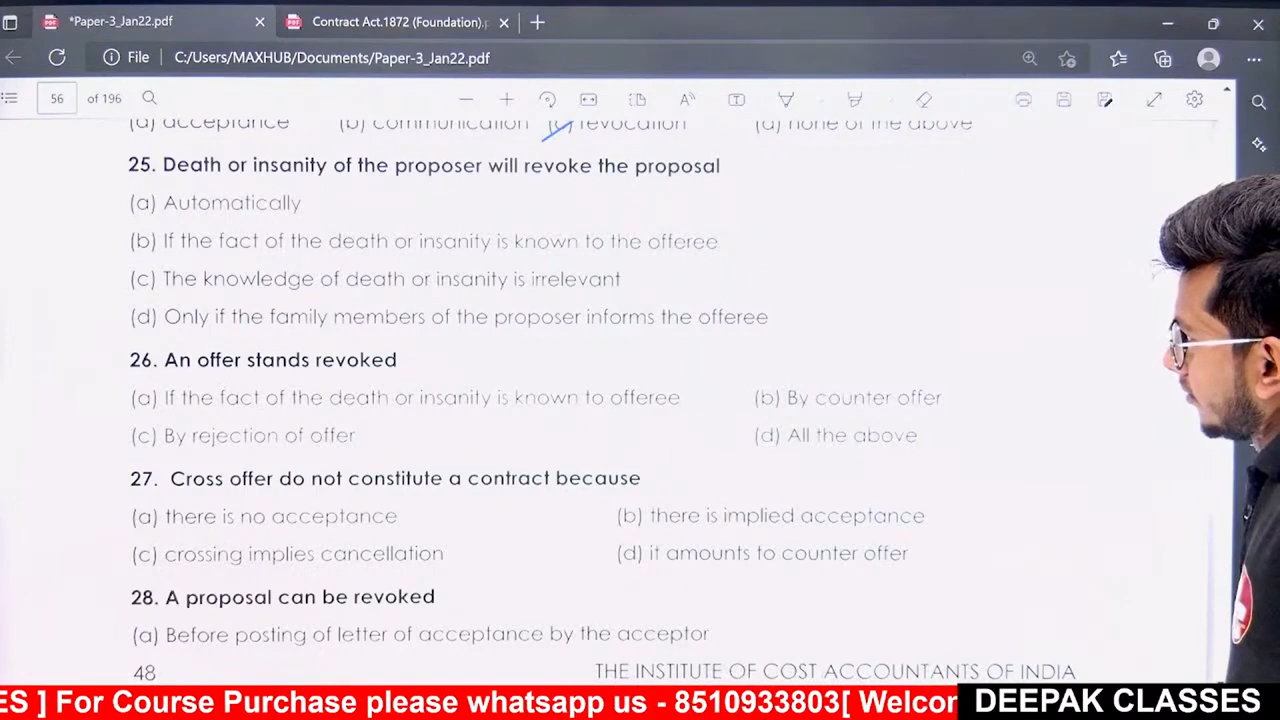 *Paper-3_Jan22.pdf
Contract Act.1872 (Foundation).p
File C:/Users/MAXHUB/Documents/Paper-3_Jan22.pdf
56 of 196
(a) acceptance (b) communication (c) revocation (d) none of the above
25. Death or insanity of the proposer will revoke the proposal
(a) Automatically
(b) If the fact of the death or insanity is known to the offeree
(c) The knowledge of death or insanity is irrelevant
(d) Only if the family members of the proposer informs the offeree
26. An offer stands revoked
(a) If the fact of the death or insanity is known to offeree (b) By counter offer
(c) By rejection of offer (d) All the above
27. Cross offer do not constitute a contract because
(a) there is no acceptance (b) there is implied acceptance
(c) crossing implies cancellation (d) it amounts to counter offer
28. A proposal can be revoked
(a) Before posting of letter of acceptance by the acceptor
48 THE INSTITUTE OF COST ACCOUNTANTS OF INDIA
ES ] For Course Purchase please whatsapp us - 8510933803[ Welcor
DEEPAK CLASSES